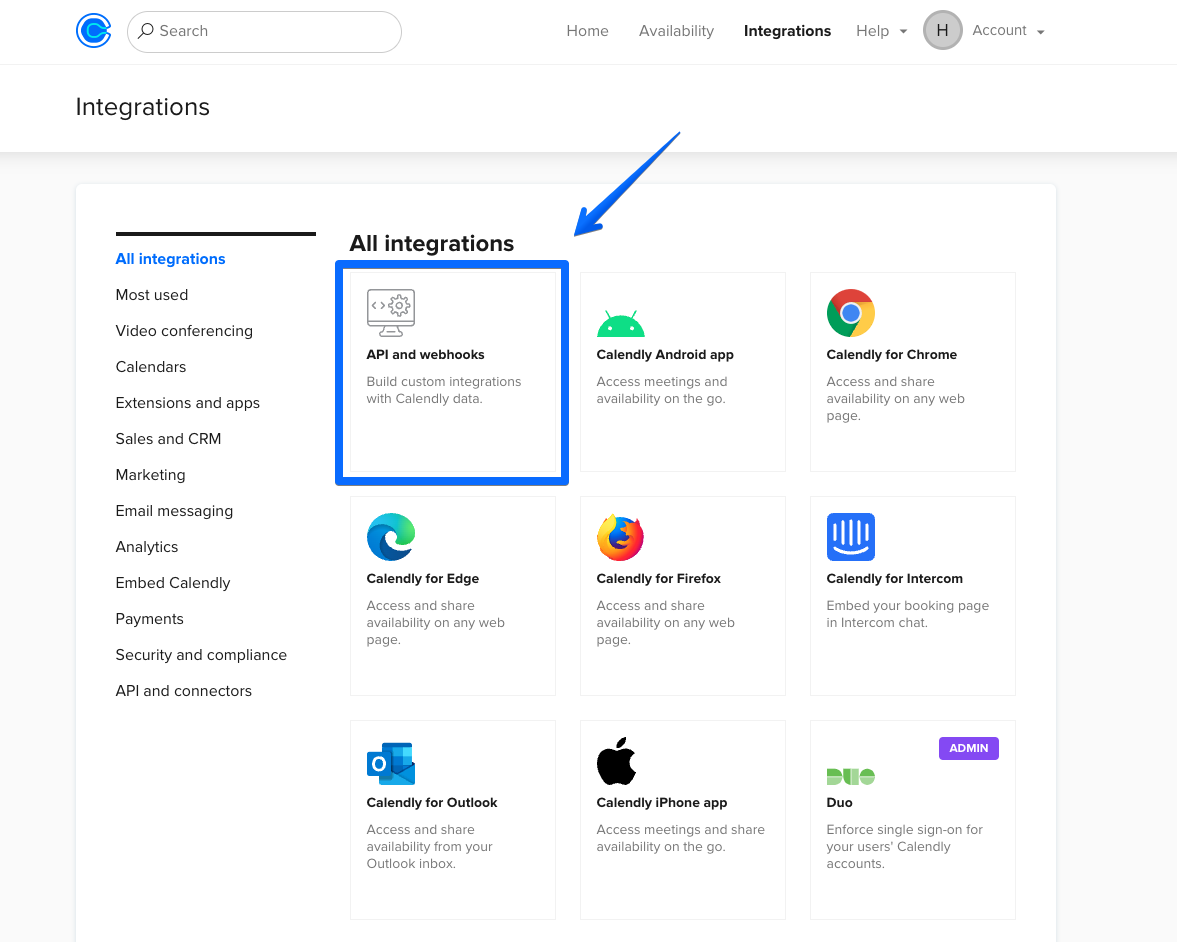 Search
Home
Availability
Integrations
Help
H
Account
Integrations
All integrations
Most used
Video conferencing
Calendars
Extensions and apps
Sales and CRM
Marketing
Email messaging
Analytics
Embed Calendly
Payments
Security and compliance
API and connectors
All integrations
API and webhooks
Build custom integrations
with Calendly data.
Calendly Android app
Access meetings and
availability on the go.
Calendly for Chrome
Access and share
availability on any web
page.
Calendly for Edge
Access and share
availability on any web
page.
Calendly for Firefox
Access and share
availability on any web
page.
Calendly for Intercom
Embed your booking page
in Intercom chat.
O
Calendly for Outlook
Access and share
availability from your
Outlook inbox.
Calendly iPhone app
Access meetings and share
availability on the go.
ADMIN
DUO
Duo
Enforce single sign-on for
your users' Calendly
accounts.